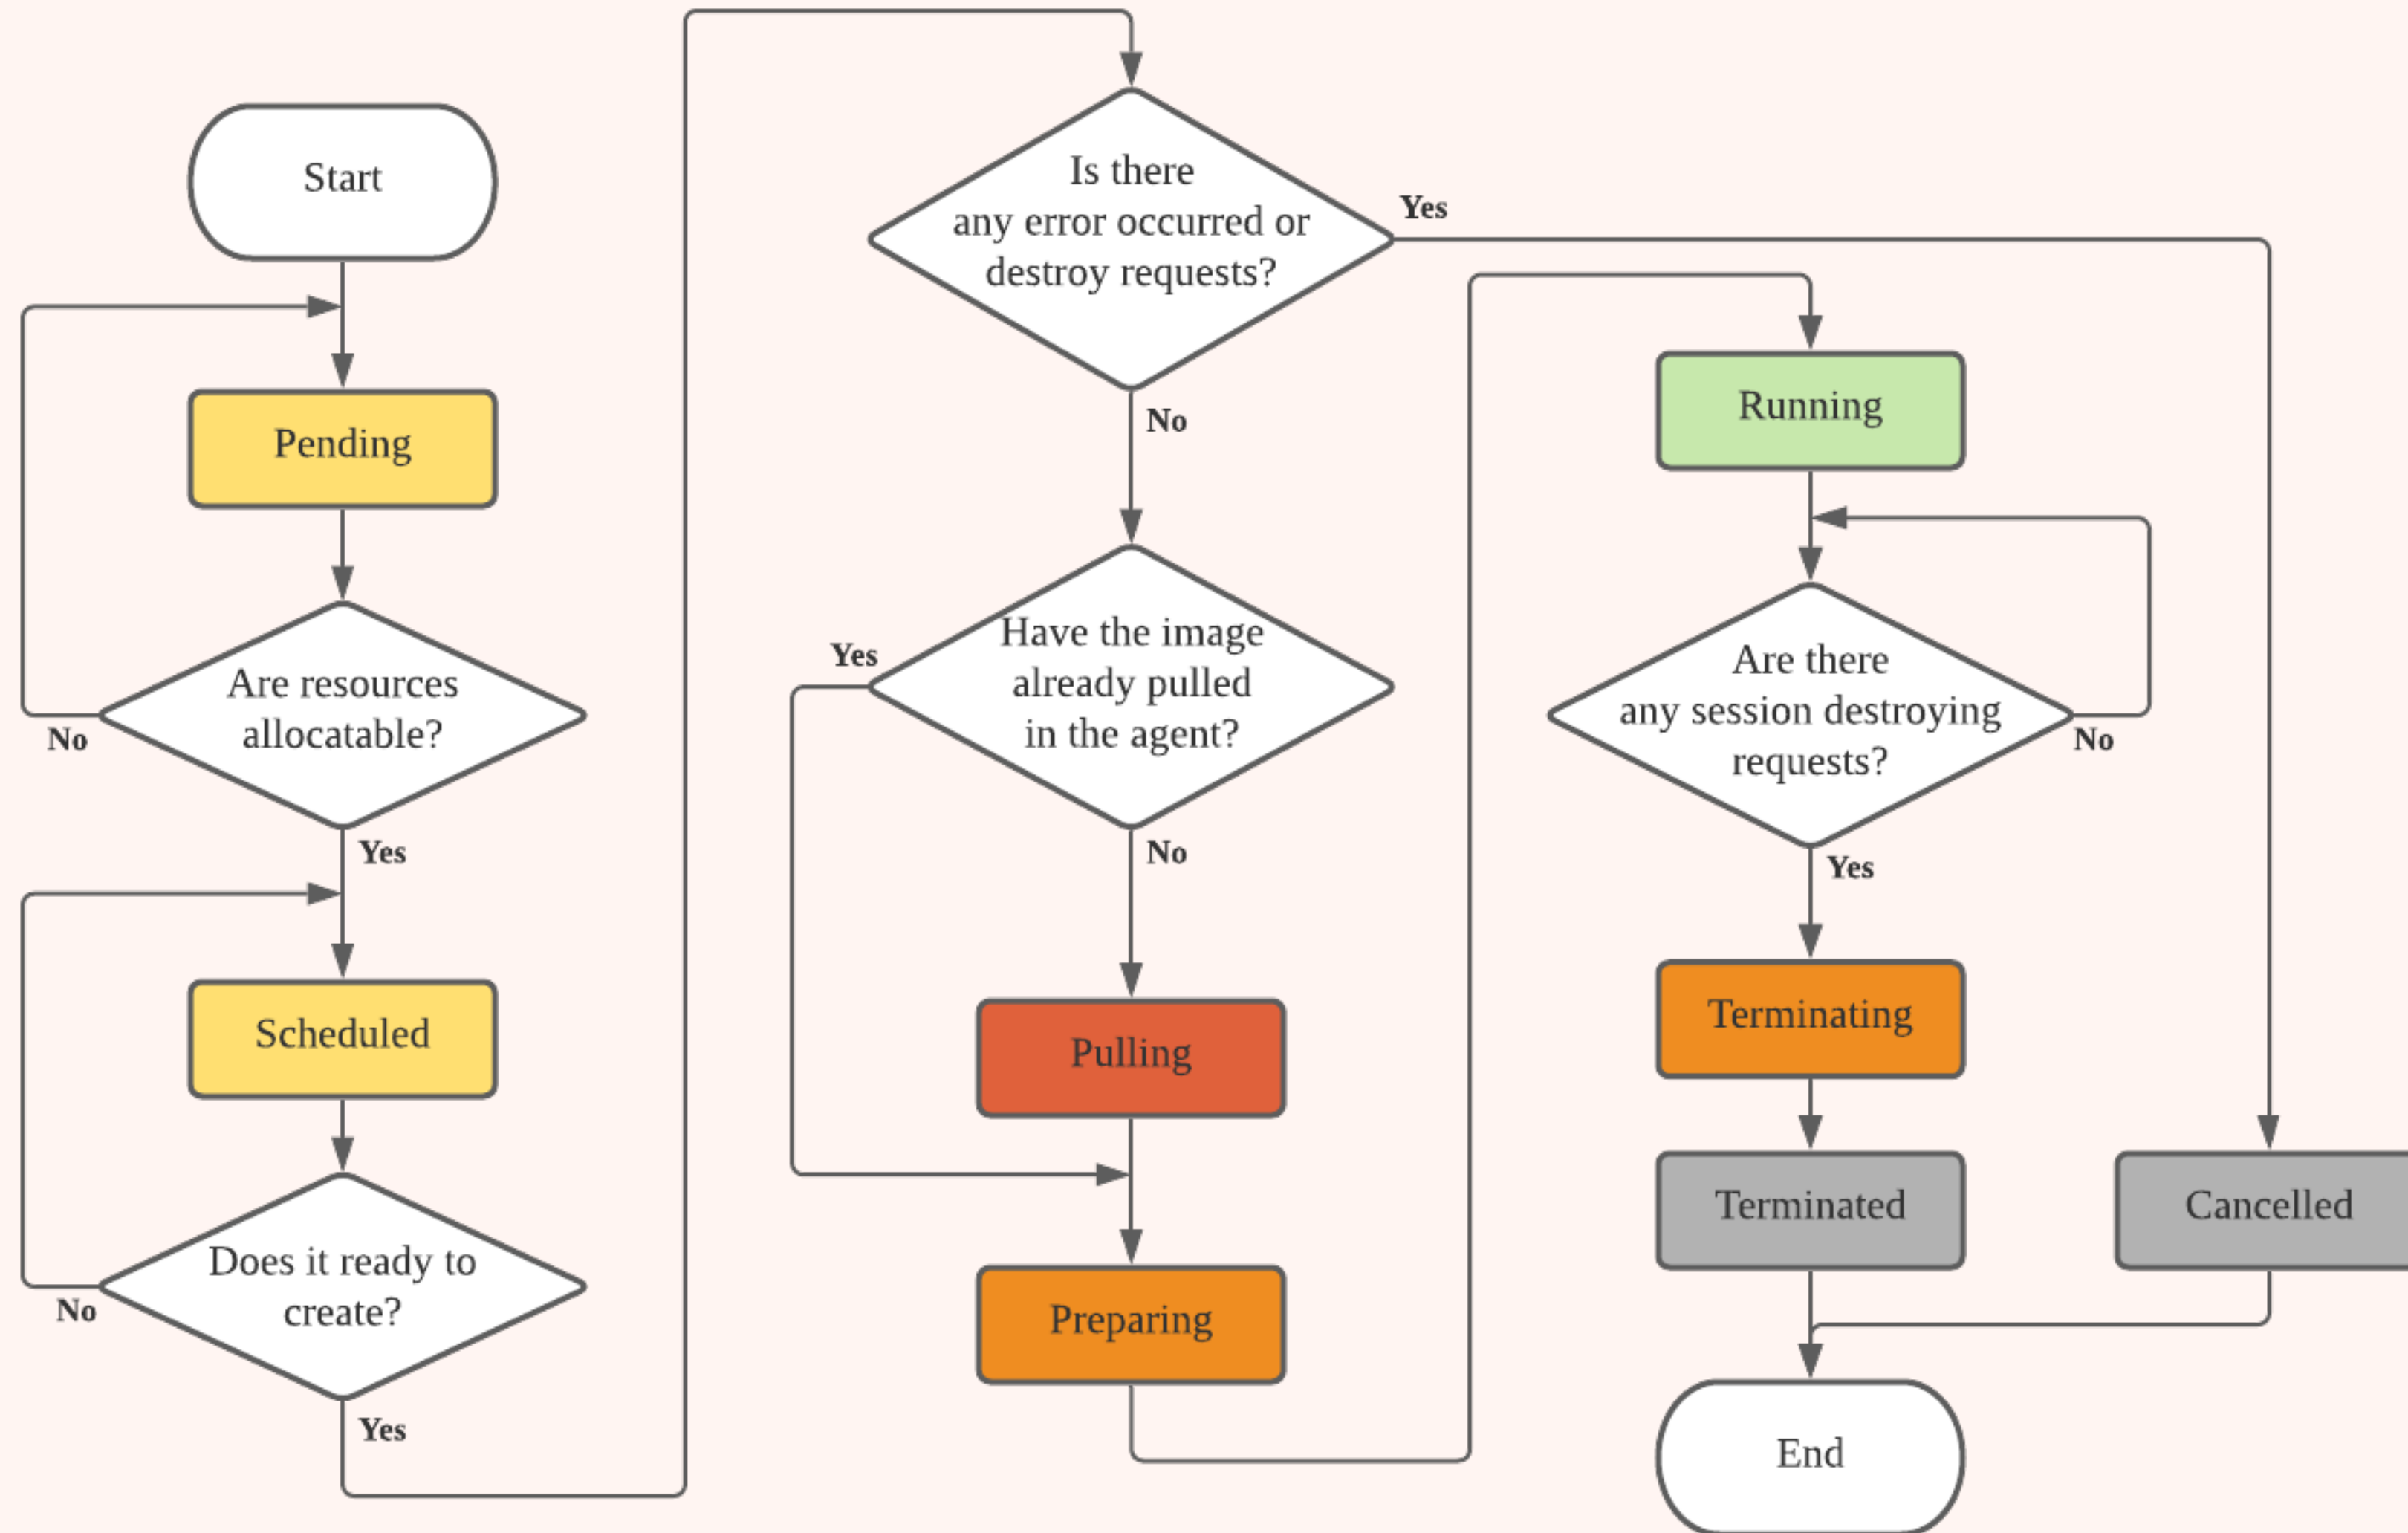 Start
Pending
Are resources
allocatable?
No
Yes
Scheduled
Does it ready to
create?
No
Yes
Is there
any error occurred or
destroy requests?
Yes
No
Have the image
already pulled
in the agent?
Yes
No
Pulling
Preparing
Running
Are there
any session destroying
requests?
No
Yes
Terminating
Terminated
Cancelled
End